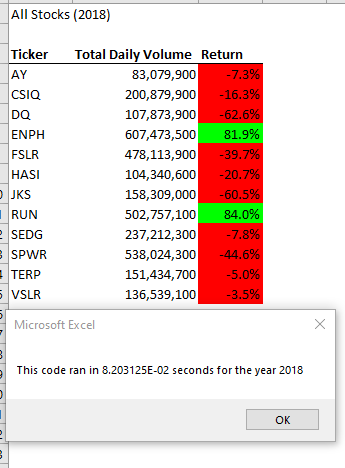 All Stocks (2018)
Ticker Total Daily Volume Return
AY 83,079,900 -7.3%
CSIQ 200,879,900 -16.3%
DQ 107,873,900 -62.6%
ENPH 607,473,500 81.9%
FSLR 478,113,900 -39.7%
HASI 104,340,600 -20.7%
JKS 158,309,000 -60.5%
RUN 502,757,100 84.0%
SEDG 237,212,300 -7.8%
SPWR 538,024,300 -44.6%
TERP 151,434,700 -5.0%
VSLR 136,539,100 -3.5%
Microsoft Excel
This code ran in 8.203125E-02 seconds for the year 2018
OK